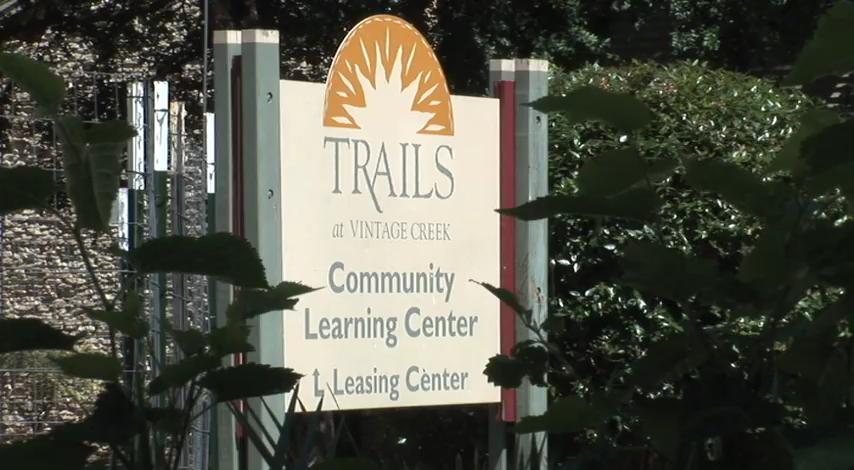 TRAILS
at VINTAGE CREEK
Community
Learning Center
Leasing Center